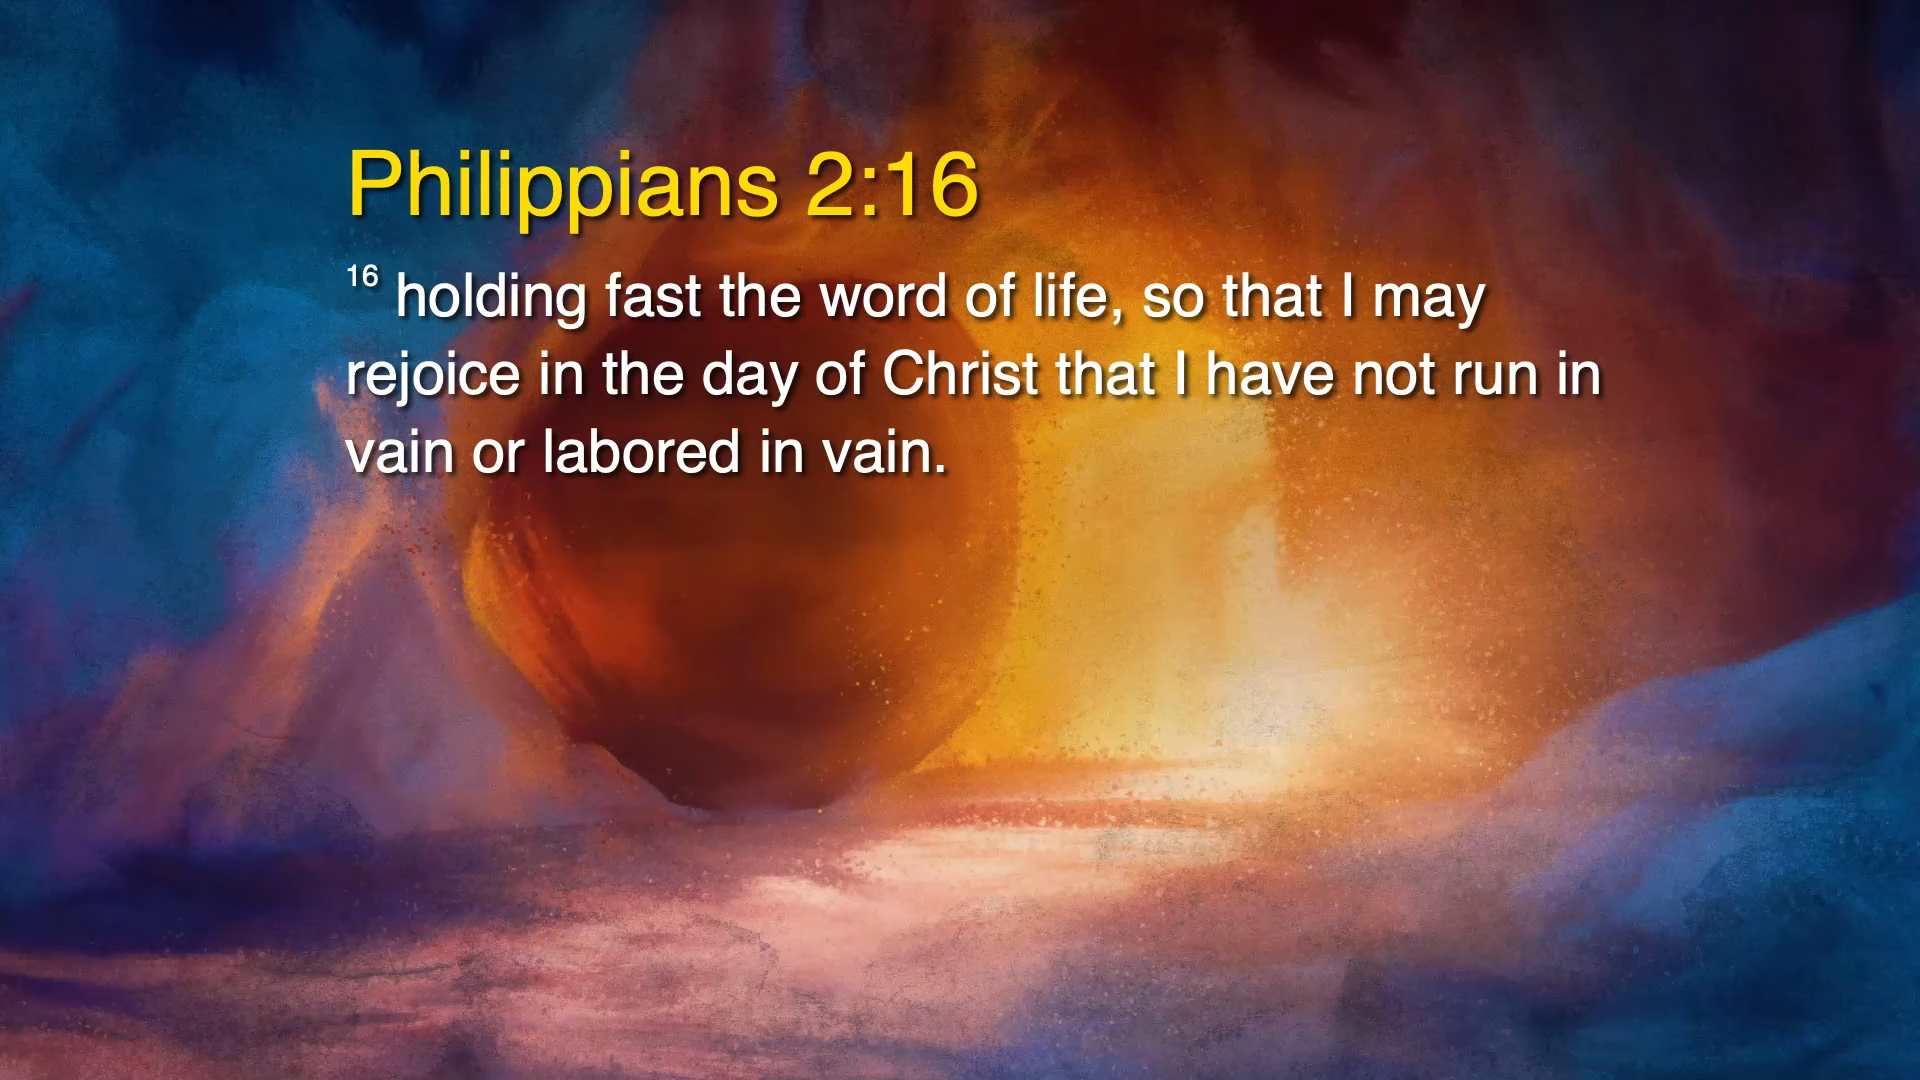 Philippians 2:16
16 holding fast the word of life, so that I may
rejoice in the day of Christ that I have not run in
vain or labored in vain.